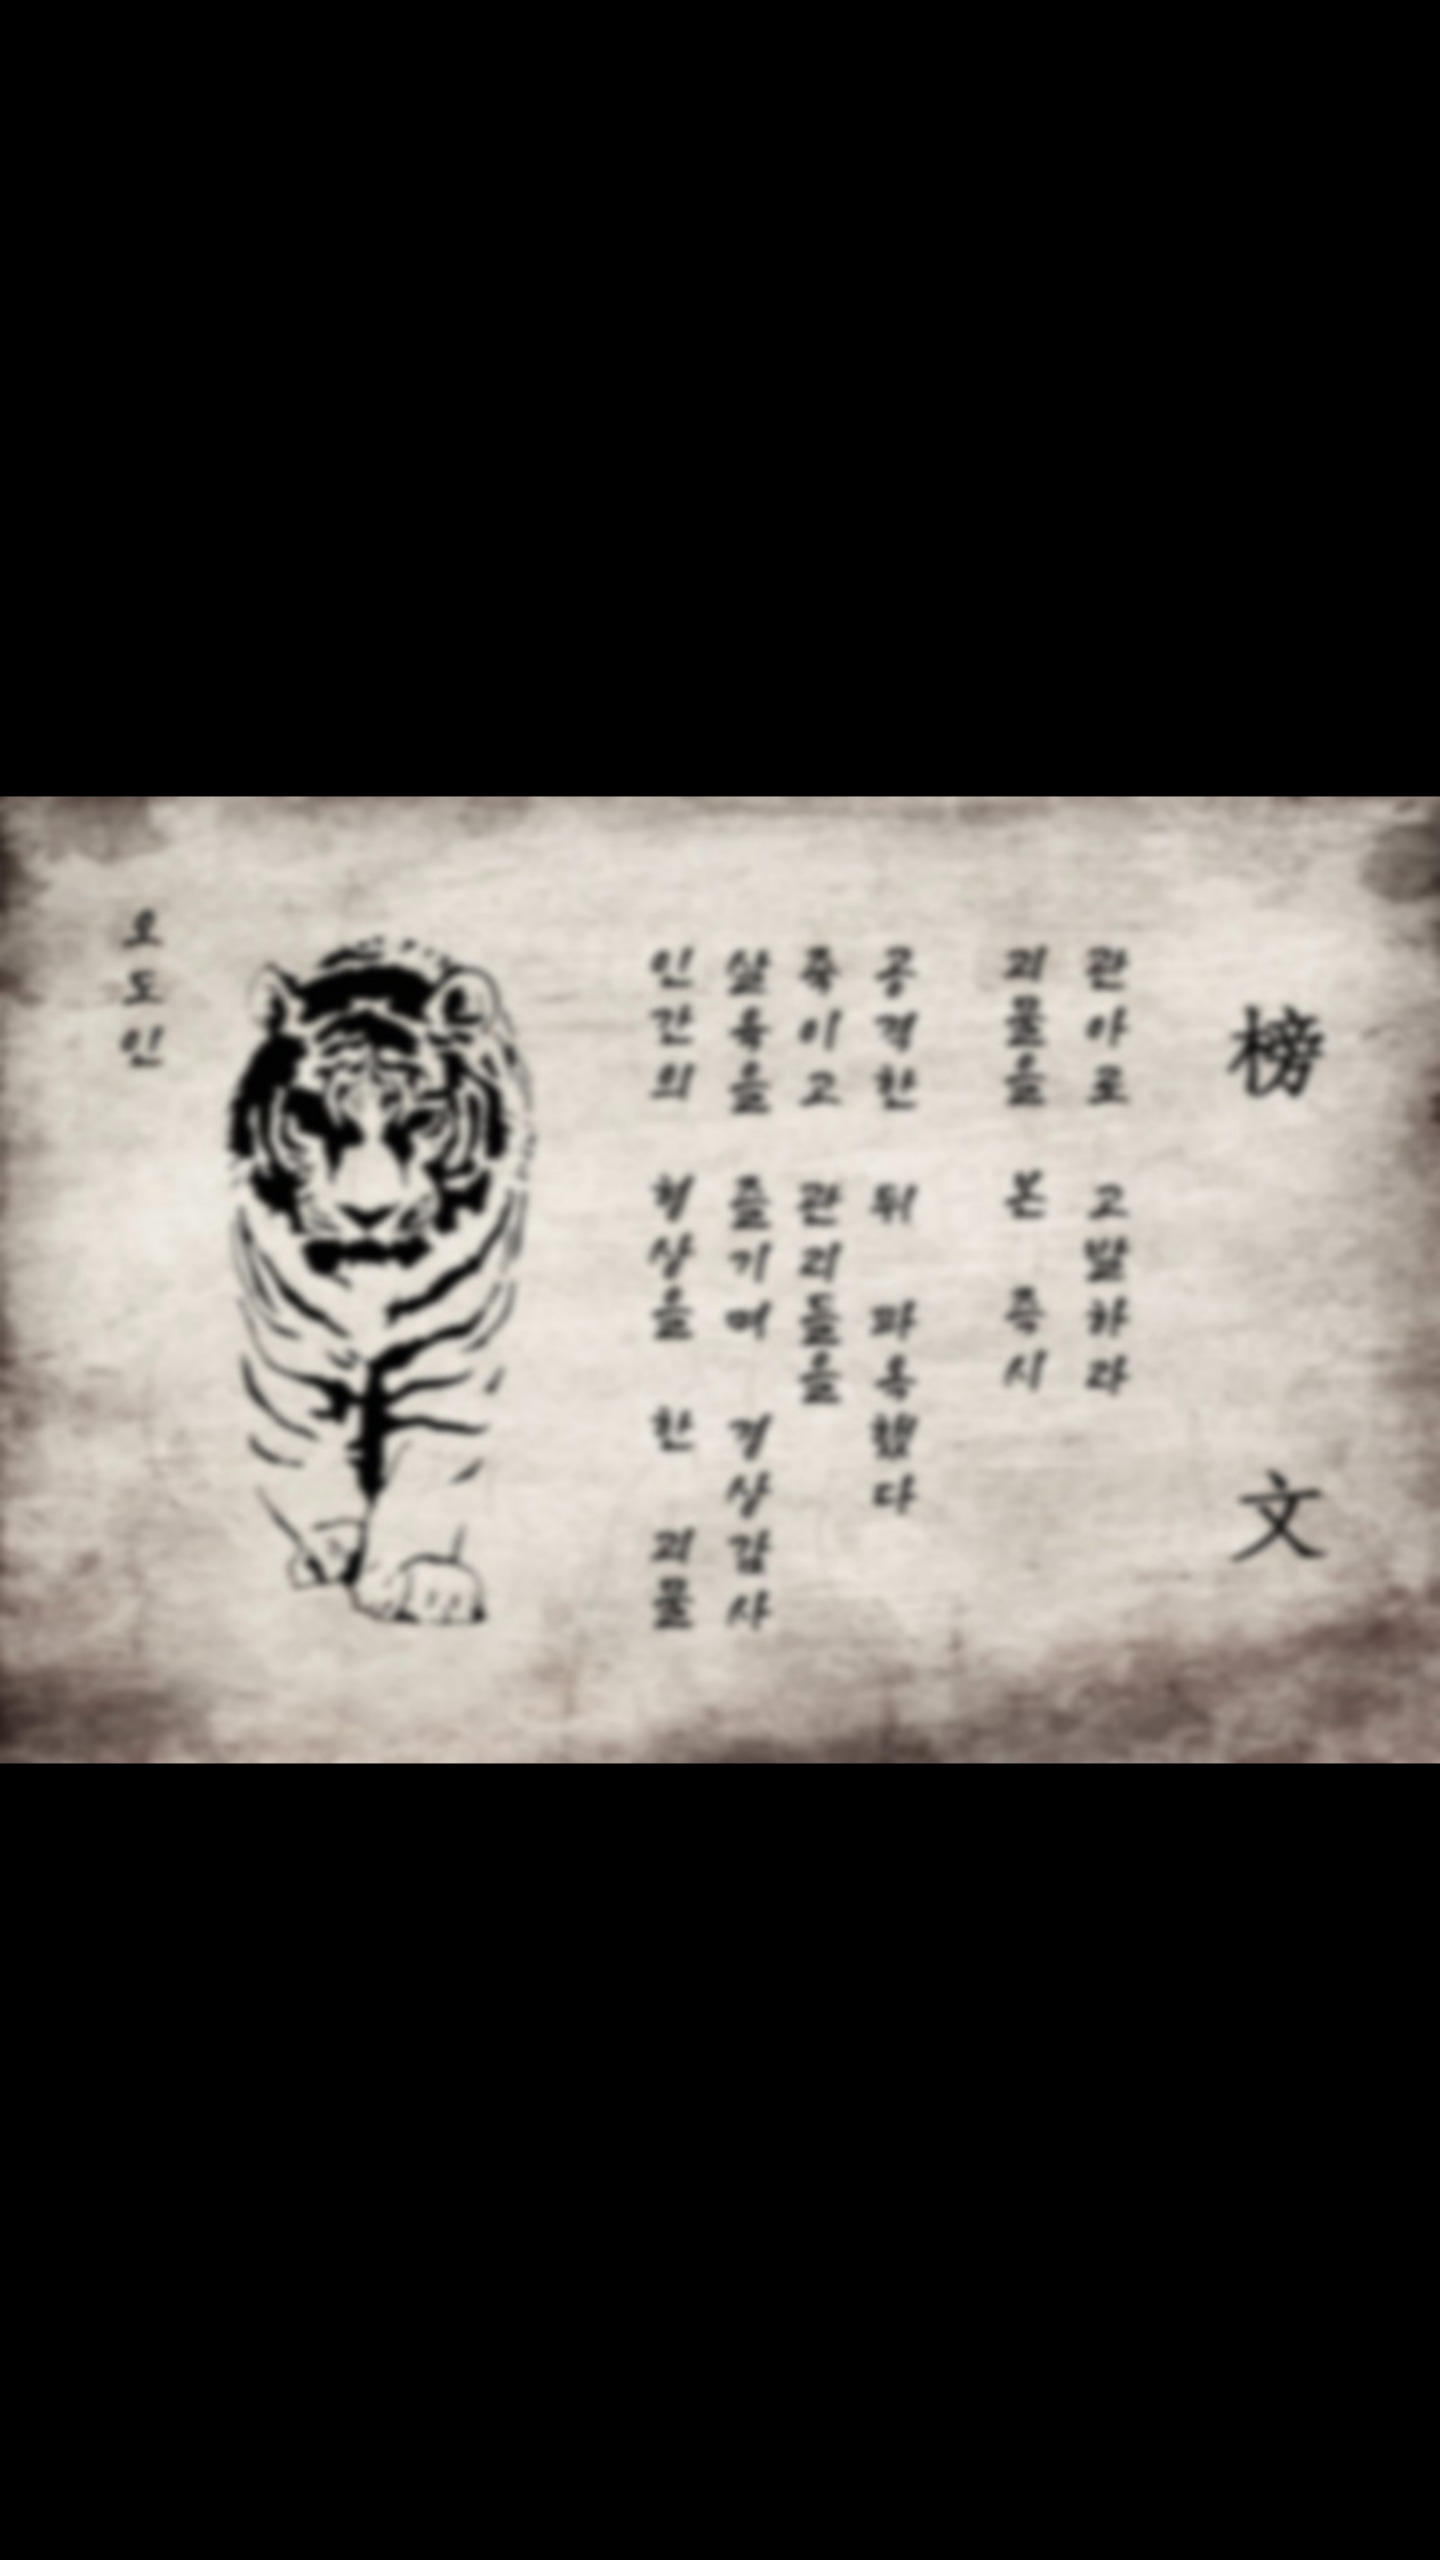 오도인
인간의 형상을 한 괴물
살육을 즐기며 경상감사
죽이고 관리들을
공격한 뒤 파옥했다
괴물을 본 즉시
관아로 고발하라
榜 文